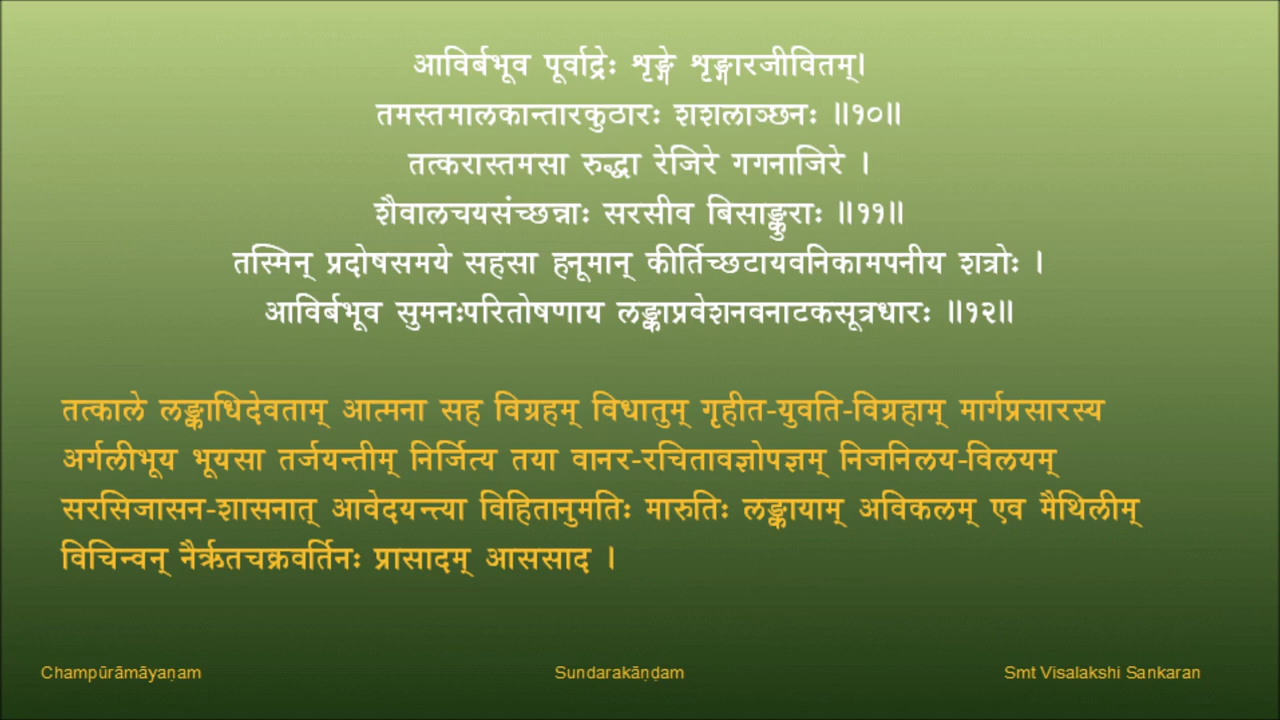 आविर्बभूव पूर्वाद्रेः शृङ्गे शृङ्गारजीवितम्।
तमस्तमालकान्तारकुठारः शशलाञ्छनः ॥१०॥
तत्करास्तमसा रुद्धा रेजिरे गगनाजिरे ।
शैवालचयसंच्छन्नाः सरसीव बिसाङ्कुराः ॥११॥
तस्मिन् प्रदोषसमये सहसा हनूमान् कीर्तिच्छटायवनिकामपनीय शत्रोः ।
आविर्बभूव सुमनःपरितोषणाय लङ्काप्रवेशनवनाटकसूत्रधारः ॥१२॥
तत्काले लङ्काधिदेवताम् आत्मना सह विग्रहम् विधातुम् गृहीत-युवति-विग्रहाम् मार्गप्रसारस्य
अर्गलीभूय भूयसा तर्जयन्तीम् निर्जित्य तया वानर-रचितावज्ञोपज्ञम् निजनिलय-विलयम्
सरसिजासन-शासनात् आवेदयन्त्या विहितानुमतिः मारुतिः लङ्कायाम् अविकलम् एव मैथिलीम्
विचिन्वन् नैर्ऋतचक्रवर्तिनः प्रासादम् आससाद ।
Champūrāmāyaṇam
Sundarakāṇḍam
Smt Visalakshi Sankaran